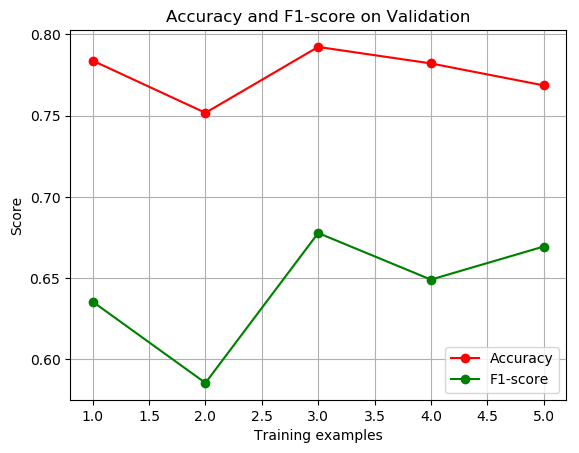 Accuracy and F1-score on Validation
0.80
0.75
0.70
0.65
0.60
Score
1.0 1.5 2.0 2.5 3.0 3.5 4.0 4.5 5.0
Training examples
Accuracy
F1-score